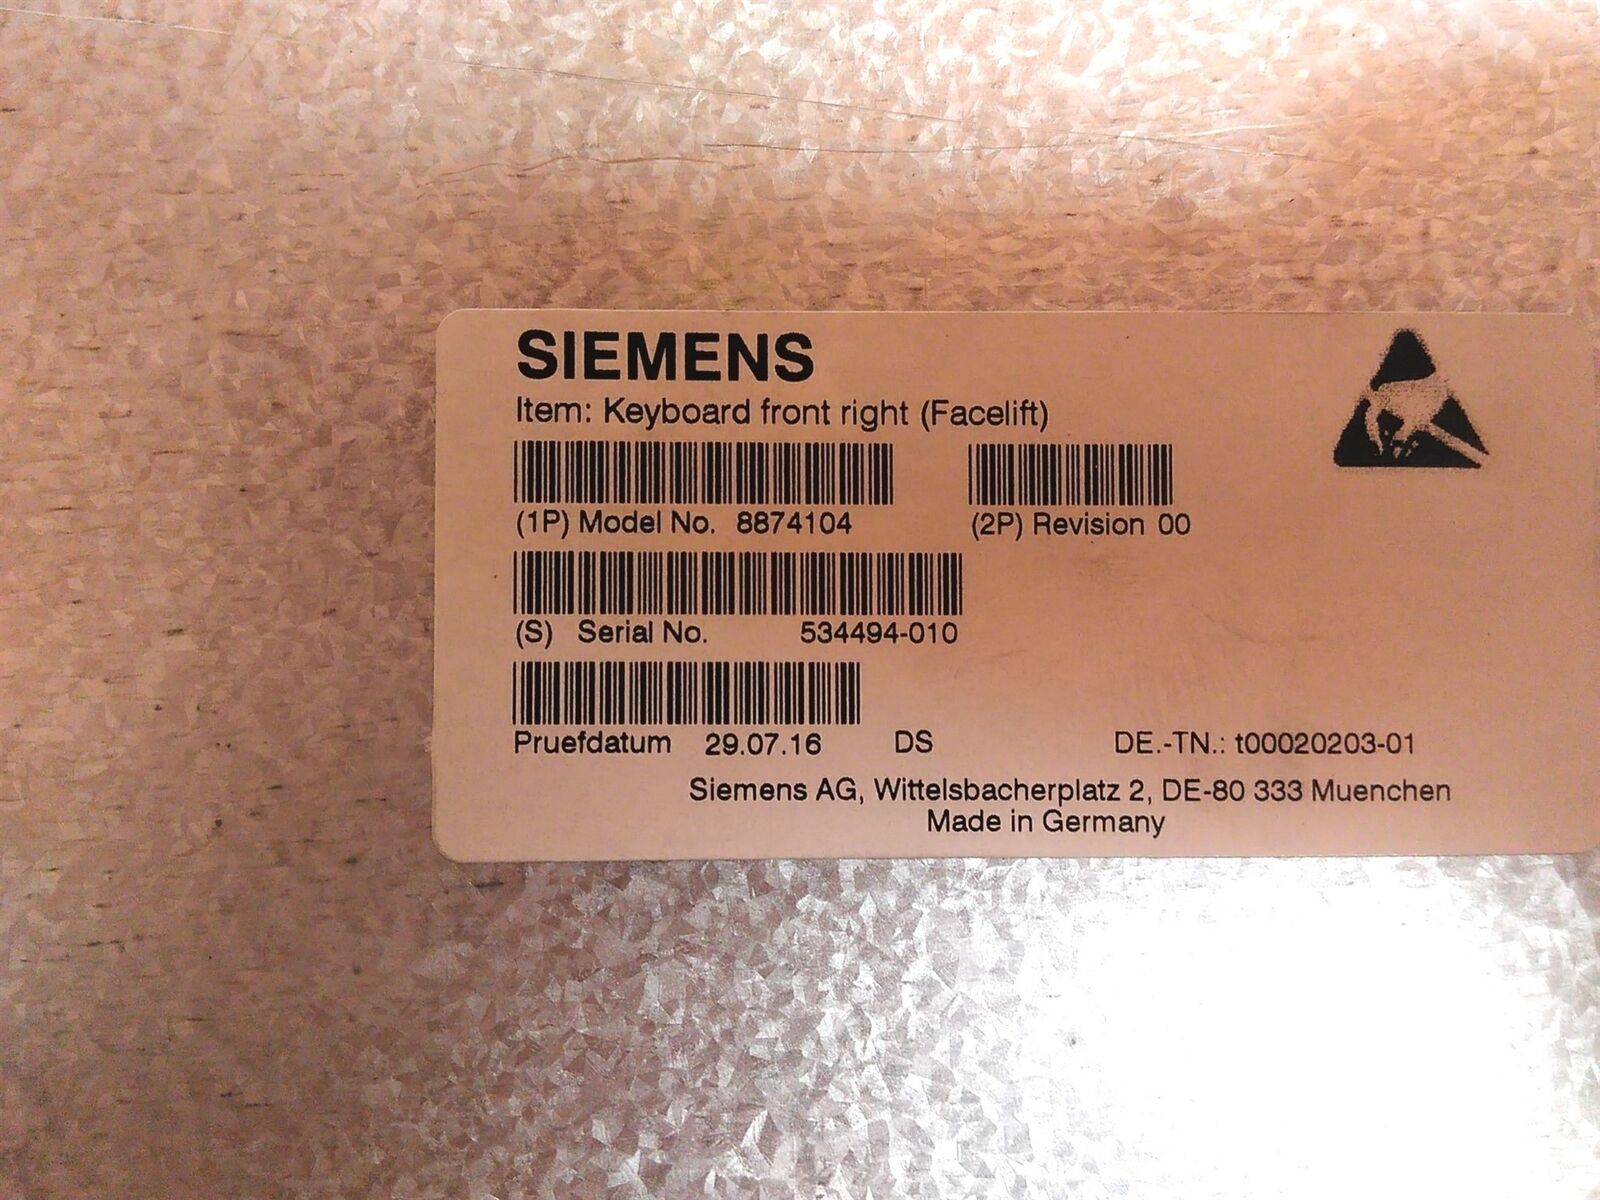 SIEMENS
Item: Keyboard front right (Facelift)
(1P) Model No. 8874104 (2P) Revision 00
(S) Serial No. 534494-010
Pruefdatum 29.07.16 DS DE.-TN.: t00020203-01
Siemens AG, Wittelsbacherplatz 2, DE-80 333 Muenchen
Made in Germany